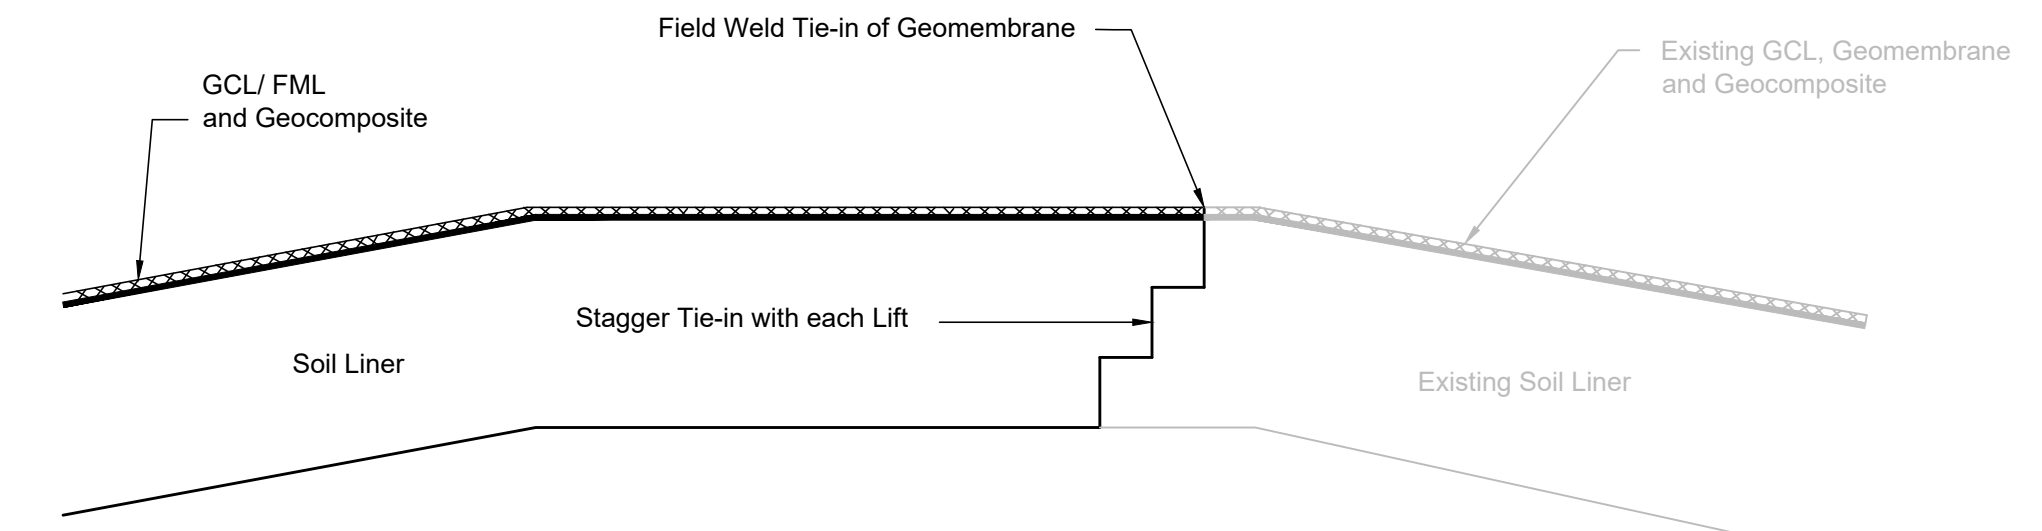 Field Weld Tie-in of Geomembrane
Existing GCL, Geomembrane
and Geocomposite
GCL/ FML
and Geocomposite
Stagger Tie-in with each Lift
Soil Liner
Existing Soil Liner